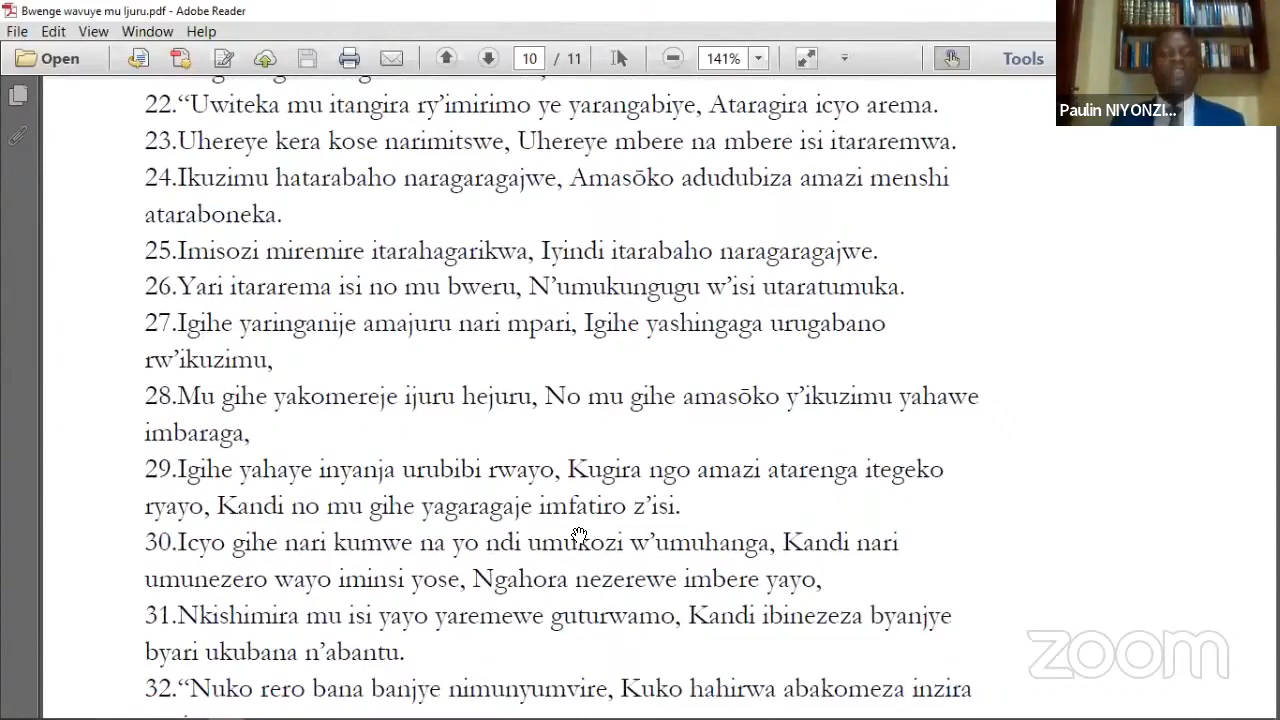 Bwenge wavuye mu Ijuru.pdf - Adobe Reader
File Edit View Window Help
Open 10 / 11 141% Tools
Paulin NIYONZI...
22.“Uwiteka mu itangira ry’imirimo ye yarangabiye, Ataragira icyo arema.
23.Uhereye kera kose narimitswe, Uhereye mbere na mbere isi itararemwa.
24.Ikuzimu hatarabaho naragaragajwe, Amasōko adudubiza amazi menshi
ataraboneka.
25.Imisozi miremire itarahagarikwa, Iyindi itarabaho naragaragajwe.
26.Yari itararema isi no mu bweru, N’umukungugu w’isi utaratumuka.
27.Igihe yaringanije amajuru nari mpari, Igihe yashingaga urugabano
rw’ikuzimu,
28.Mu gihe yakomereje ijuru hejuru, No mu gihe amasōko y’ikuzimu yahawe
imbaraga,
29.Igihe yahaye inyanja urubibi rwayo, Kugira ngo amazi atarenga itegeko
ryayo, Kandi no mu gihe yagaragaje imfatiro z’isi.
30.Icyo gihe nari kumwe na yo ndi umukozi w’umuhanga, Kandi nari
umunezero wayo iminsi yose, Ngahora nezerewe imbere yayo,
31.Nkishimira mu isi yayo yaremewe guturwamo, Kandi ibinezeza byanjye
byari ukubana n’abantu.
32.“Nuko rero bana banjye nimunyumvire, Kuko hahirwa abakomeza inzira
zoom